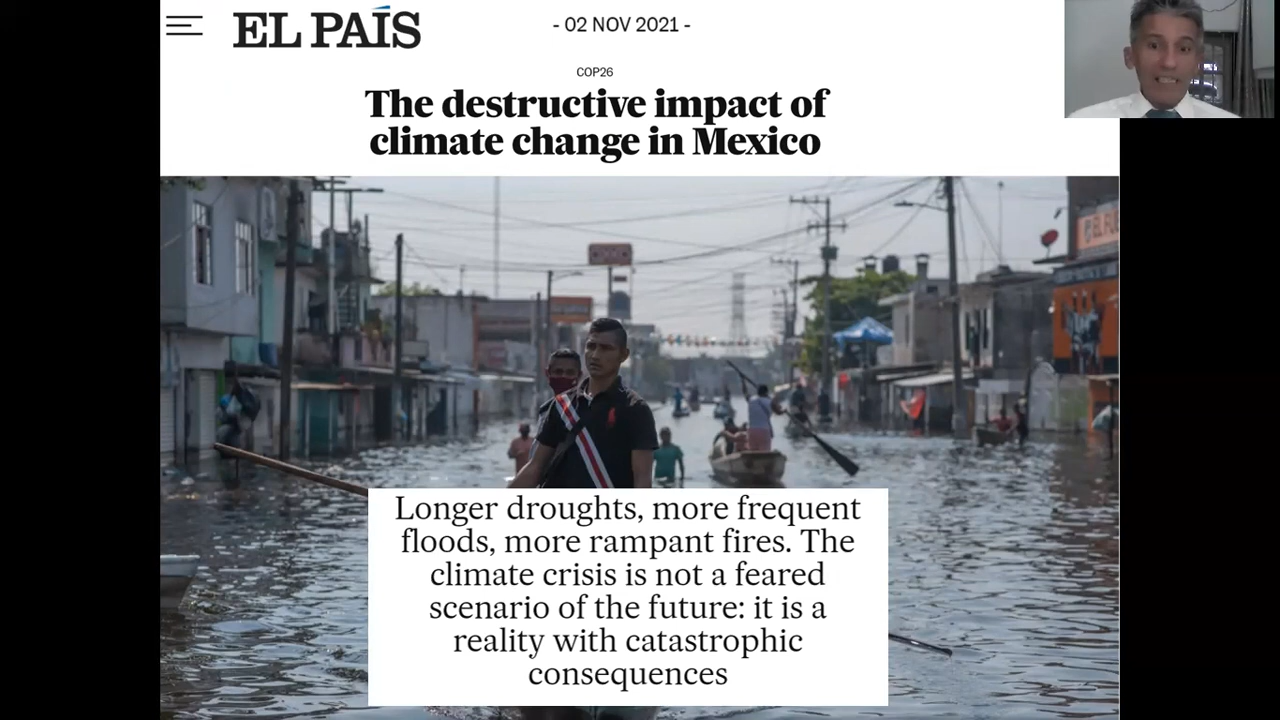 EL PAÍS
- 02 NOV 2021 -
COP26
The destructive impact of
climate change in Mexico
Longer droughts, more frequent
floods, more rampant fires. The
climate crisis is not a feared
scenario of the future: it is a
reality with catastrophic
consequences